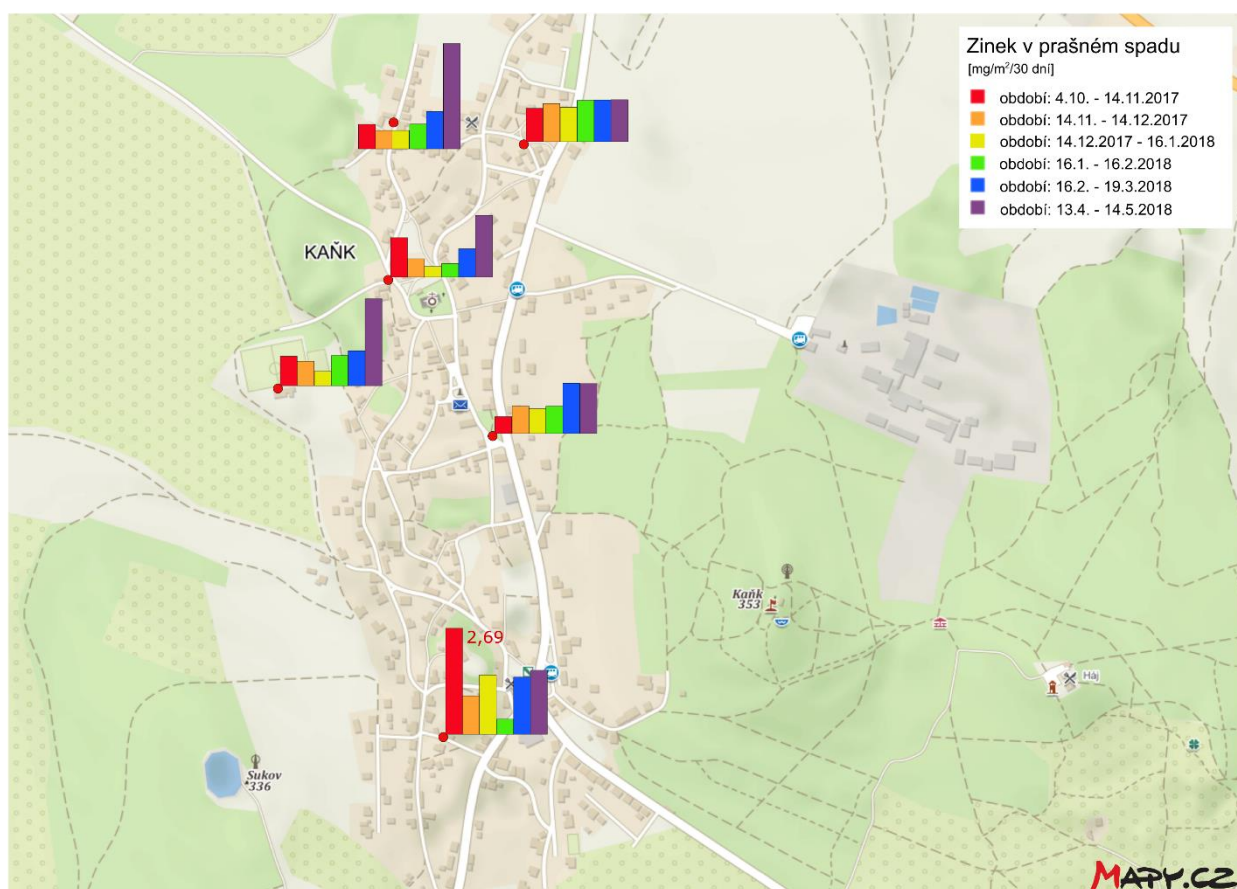 Zinek v prašném spadu
[mg/m²/30 dní]
období: 4.10. - 14.11.2017
období: 14.11. - 14.12.2017
období: 14.12.2017 - 16.1.2018
období: 16.1. - 16.2.2018
období: 16.2. - 19.3.2018
období: 13.4. - 14.5.2018
KAŇK
Kaňk
353
2,69
Háj
Sukov
336
MAPY.CZ